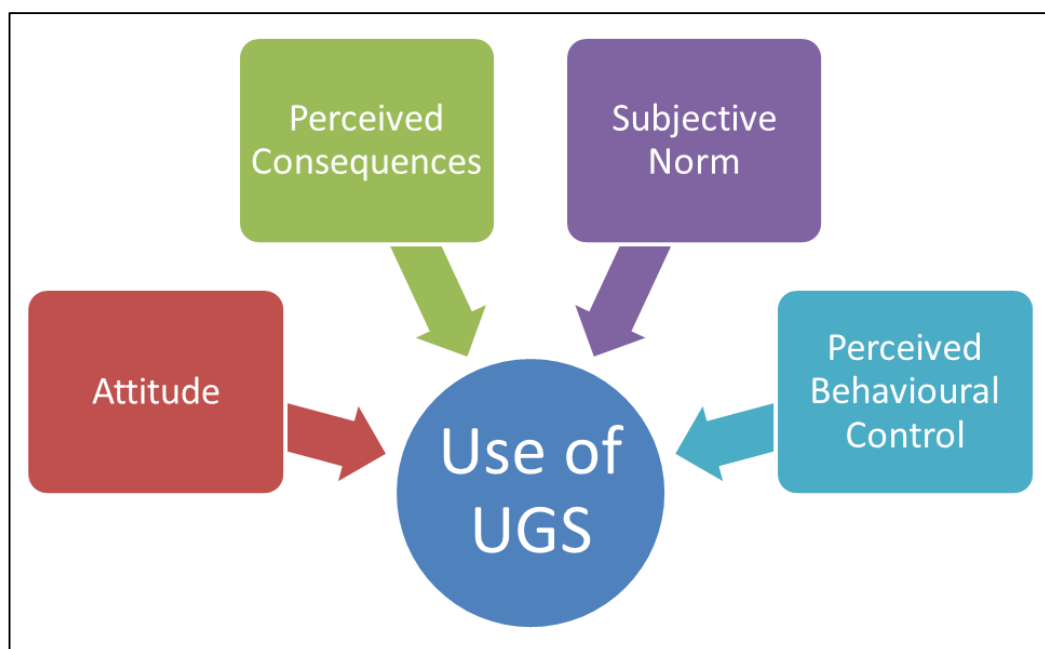 Perceived
Consequences
Subjective
Norm
Attitude
Perceived
Behavioural
Control
Use of
UGS